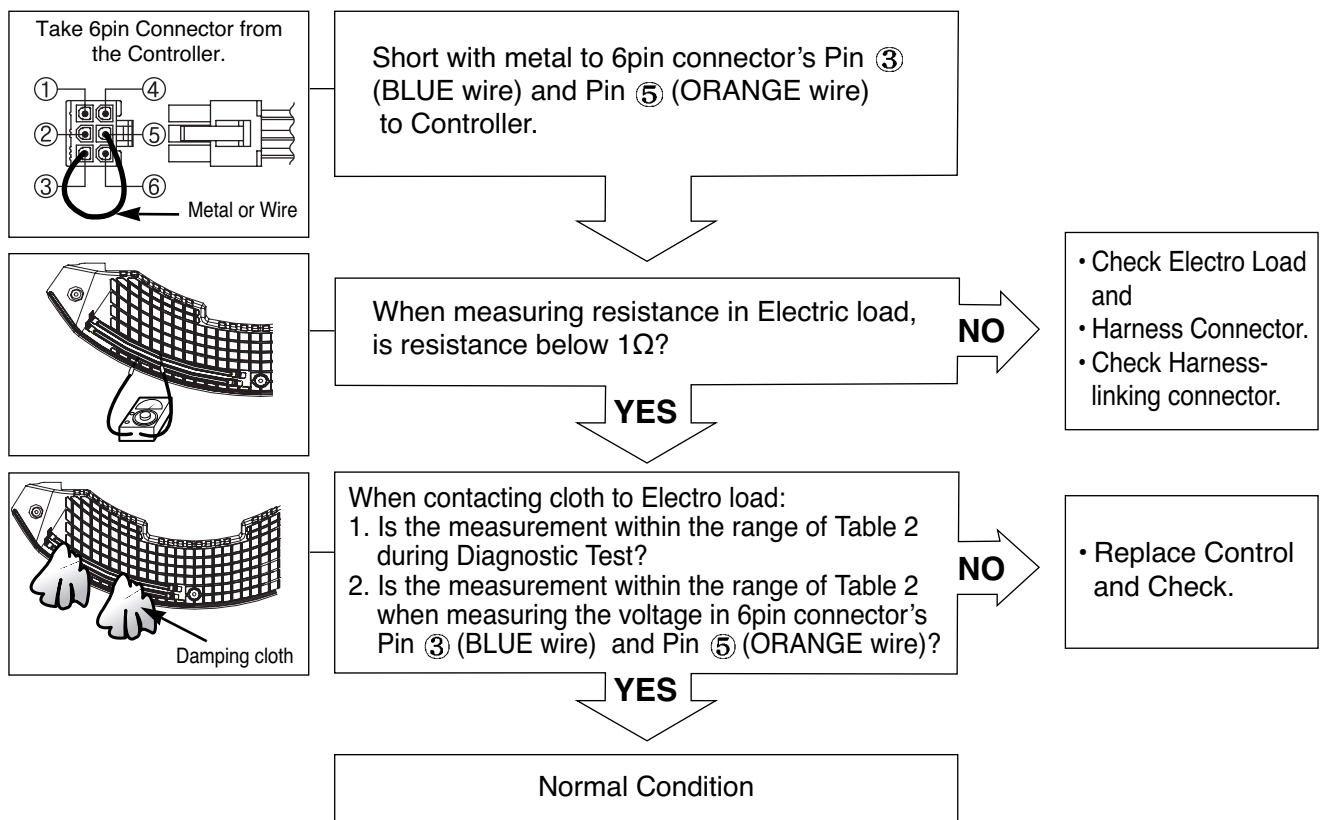 Take 6pin Connector from
the Controller.
① ④
② ⑤
③ ⑥
Metal or Wire
Short with metal to 6pin connector’s Pin ③
(BLUE wire) and Pin ⑤ (ORANGE wire)
to Controller.
When measuring resistance in Electric load,
is resistance below 1Ω?
NO
• Check Electro Load
and
• Harness Connector.
• Check Harness-
linking connector.
YES
Damping cloth
When contacting cloth to Electro load:
1. Is the measurement within the range of Table 2
during Diagnostic Test?
2. Is the measurement within the range of Table 2
when measuring the voltage in 6pin connector’s
Pin ③ (BLUE wire) and Pin ⑤ (ORANGE wire)?
NO
• Replace Control
and Check.
YES
Normal Condition